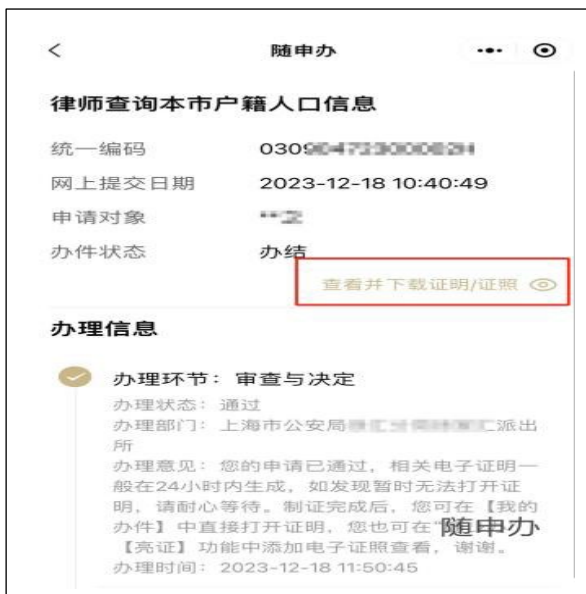 随申办
律师查询本市户籍人口信息
统一编码 0309
网上提交日期 2023-12-18 10:40:49
申请对象 **
办件状态 办结
查看并下载证明/证照
办理信息
办理环节：审查与决定
办理状态：通过
办理部门：上海市公安局 派出
所
办理意见：您的申请已通过，相关电子证明一
般在24小时内生成，如发现暂时无法打开证
明，请耐心等待。制证完成后，您可在【我的
办件】中直接打开证明，您也可在"随申办
【亮证】功能中添加电子证照查看，谢谢。
办理时间：2023-12-18 11:50:45